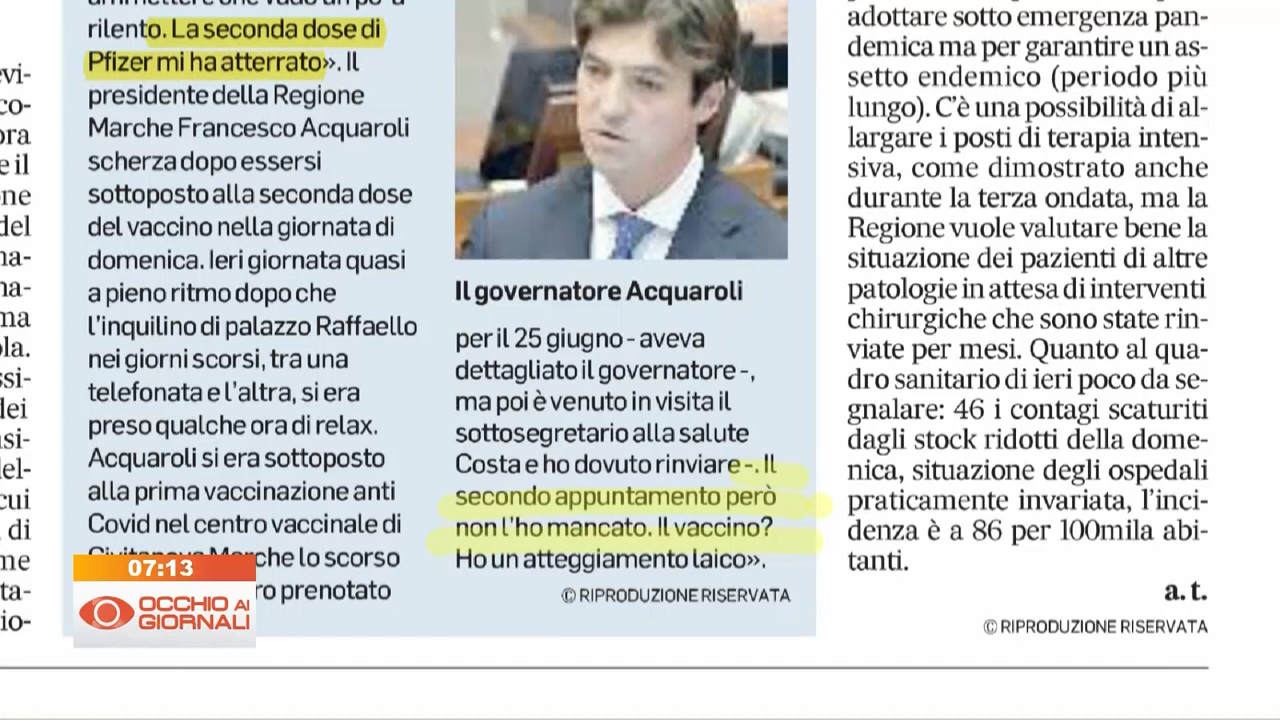 rilento. La seconda dose di
Pfizer mi ha atterrato». Il
presidente della Regione
Marche Francesco Acquaroli
scherza dopo essersi
sottoposto alla seconda dose
del vaccino nella giornata di
domenica. Ieri giornata quasi
a pieno ritmo dopo che
l'inquilino di palazzo Raffaello
nei giorni scorsi, tra una
telefonata e l'altra, si era
preso qualche ora di relax.
Acquaroli si era sottoposto
alla prima vaccinazione anti
Covid nel centro vaccinale di
Marche lo scorso
prenotato
Il governatore Acquaroli
per il 25 giugno - aveva
dettagliato il governatore -,
ma poi è venuto in visita il
sottosegretario alla salute
Costa e ho dovuto rinviare -. Il
secondo appuntamento però
non l'ho mancato. Il vaccino?
Ho un atteggiamento laico».
© RIPRODUZIONE RISERVATA
adottare sotto emergenza pan-
demica ma per garantire un as-
setto endemico (periodo più
lungo). C'è una possibilità di al-
largare i posti di terapia inten-
siva, come dimostrato anche
durante la terza ondata, ma la
Regione vuole valutare bene la
situazione dei pazienti di altre
patologie in attesa di interventi
chirurgiche che sono state rin-
viate per mesi. Quanto al qua-
dro sanitario di ieri poco da se-
gnalare: 46 i contagi scaturiti
dagli stock ridotti della dome-
nica, situazione degli ospedali
praticamente invariata, l'inci-
denza è a 86 per 100mila abi-
tanti.
a. t.
© RIPRODUZIONE RISERVATA
07:13
OCCHIO AI
GIORNALI